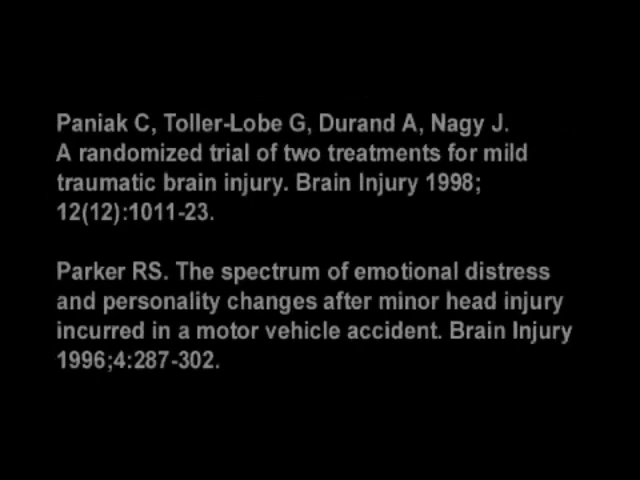 Paniak C, Toller-Lobe G, Durand A, Nagy J.
A randomized trial of two treatments for mild
traumatic brain injury. Brain Injury 1998;
12(12):1011-23.
Parker RS. The spectrum of emotional distress
and personality changes after minor head injury
incurred in a motor vehicle accident. Brain Injury
1996;4:287-302.